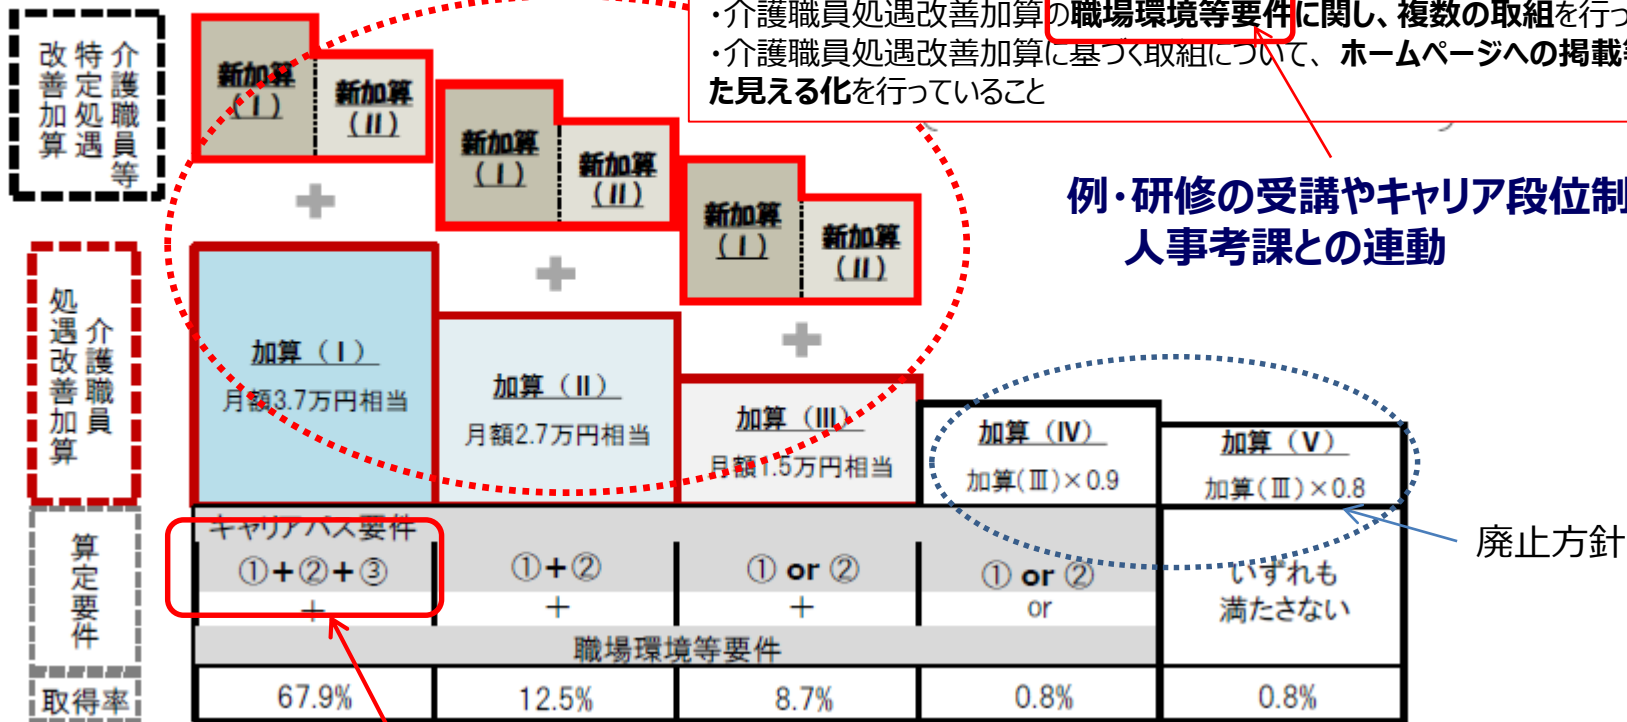 ・介護職員処遇改善加算の職場環境等要件に関し、複数の取組を行っ
・介護職員処遇改善加算に基づく取組について、ホームページへの掲載
た見える化を行っていること
介護職員等
特定処遇
改善加算
新加算
（Ⅰ）
新加算
（Ⅱ）
新加算
（Ⅰ）
新加算
（Ⅱ）
新加算
（Ⅰ）
新加算
（Ⅱ）
例・研修の受講やキャリア段位制
人事考課との連動
介護職員
処遇改善加算
加算（Ⅰ）
月額3.7万円相当
加算（Ⅱ）
月額2.7万円相当
加算（Ⅲ）
月額1.5万円相当
加算（Ⅳ）
加算(Ⅲ)×0.9
加算（Ⅴ）
加算(Ⅲ)×0.8
廃止方針
算定要件
キャリアパス要件
①+②+③
①+②
① or ②
① or ②
いずれも
満たさない
+
+
+
or
職場環境等要件
取得率
67.9%
12.5%
8.7%
0.8%
0.8%